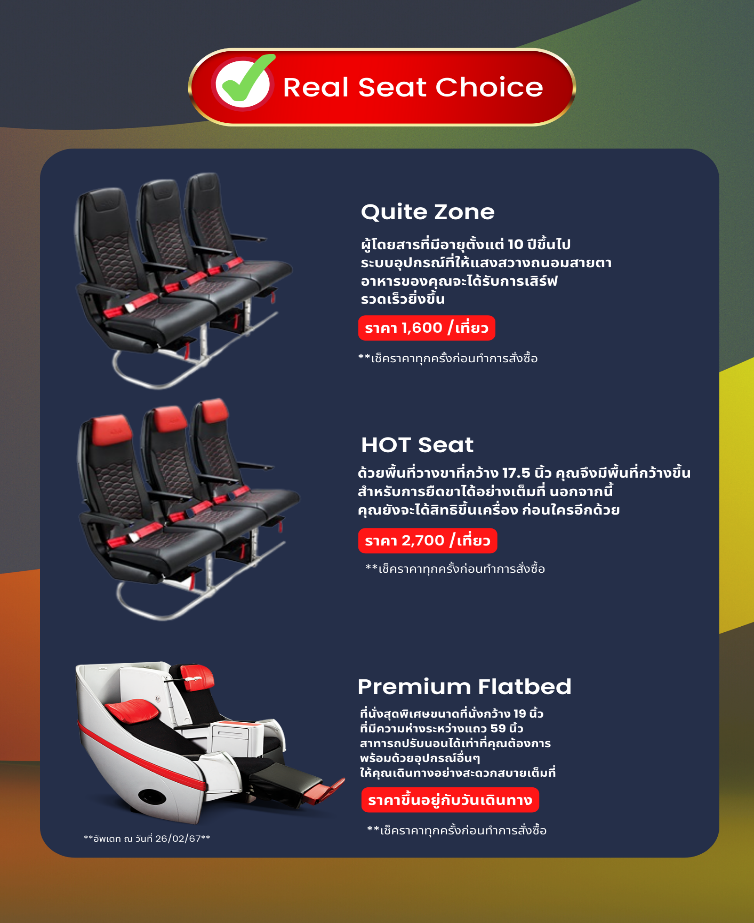 Real Seat Choice
Quite Zone
ผู้โดยสารที่มีอายุตั้งแต่ 10 ปีขึ้นไป
ระบบอุปกรณ์ที่ให้แสงสว่างถนอมสายตา
อาหารของคุณจะได้รับการเสิร์ฟ
รวดเร็วยิ่งขึ้น
ราคา 1,600 /เที่ยว
**เช็คราคาทุกครั้งก่อนทำการสั่งซื้อ
HOT Seat
ด้วยพื้นที่วางขาที่กว้าง 17.5 นิ้ว คุณจึงมีพื้นที่กว้างขึ้น
สำหรับการยืดขาได้อย่างเต็มที่ นอกจากนี้
คุณยังจะได้สิทธิขึ้นเครื่อง ก่อนใครอีกด้วย
ราคา 2,700 /เที่ยว
**เช็คราคาทุกครั้งก่อนทำการสั่งซื้อ
Premium Flatbed
ที่นั่งสุดพิเศษขนาดที่นั่งกว้าง 19 นิ้ว
ที่มีความห่างระหว่างแถว 59 นิ้ว
สามารถปรับนอนได้เท่าที่คุณต้องการ
พร้อมด้วยอุปกรณ์อื่นๆ
ให้คุณเดินทางอย่างสะดวกสบายเต็มที่
ราคาขึ้นอยู่กับวันเดินทาง
**เช็คราคาทุกครั้งก่อนทำการสั่งซื้อ
**อัพเดท ณ วันที่ 26/02/67**